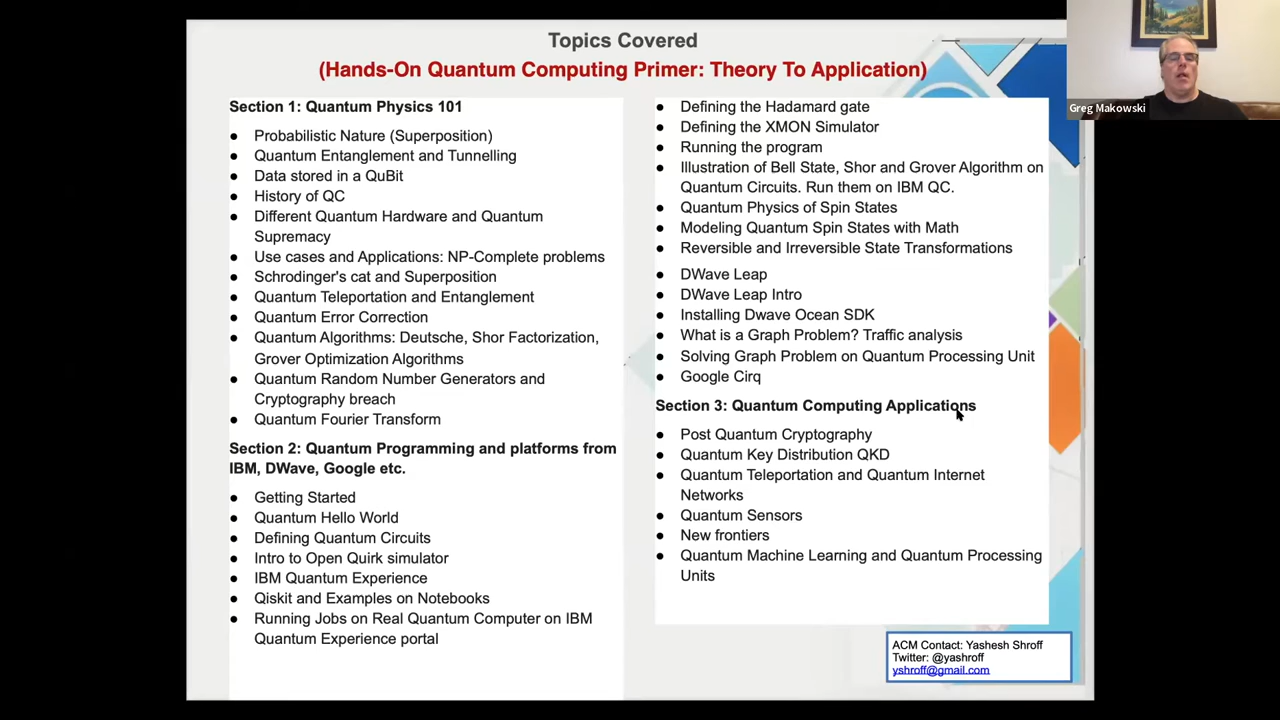 Topics Covered
(Hands-On Quantum Computing Primer: Theory To Application)
Section 1: Quantum Physics 101
● Probabilistic Nature (Superposition)
● Quantum Entanglement and Tunnelling
● Data stored in a QuBit
● History of QC
● Different Quantum Hardware and Quantum
Supremacy
● Use cases and Applications: NP-Complete problems
● Schrodinger's cat and Superposition
● Quantum Teleportation and Entanglement
● Quantum Error Correction
● Quantum Algorithms: Deutsche, Shor Factorization,
Grover Optimization Algorithms
● Quantum Random Number Generators and
Cryptography breach
● Quantum Fourier Transform
Section 2: Quantum Programming and platforms from
IBM, DWave, Google etc.
● Getting Started
● Quantum Hello World
● Defining Quantum Circuits
● Intro to Open Quirk simulator
● IBM Quantum Experience
● Qiskit and Examples on Notebooks
● Running Jobs on Real Quantum Computer on IBM
Quantum Experience portal
● Defining the Hadamard gate
● Defining the XMON Simulator
● Running the program
● Illustration of Bell State, Shor and Grover Algorithm on
Quantum Circuits. Run them on IBM QC.
● Quantum Physics of Spin States
● Modeling Quantum Spin States with Math
● Reversible and Irreversible State Transformations
● DWave Leap
● DWave Leap Intro
● Installing Dwave Ocean SDK
● What is a Graph Problem? Traffic analysis
● Solving Graph Problem on Quantum Processing Unit
● Google Cirq
Section 3: Quantum Computing Applications
● Post Quantum Cryptography
● Quantum Key Distribution QKD
● Quantum Teleportation and Quantum Internet
Networks
● Quantum Sensors
● New frontiers
● Quantum Machine Learning and Quantum Processing
Units
ACM Contact: Yashesh Shroff
Twitter: @yashroff
yshroff@gmail.com
Greg Makowski